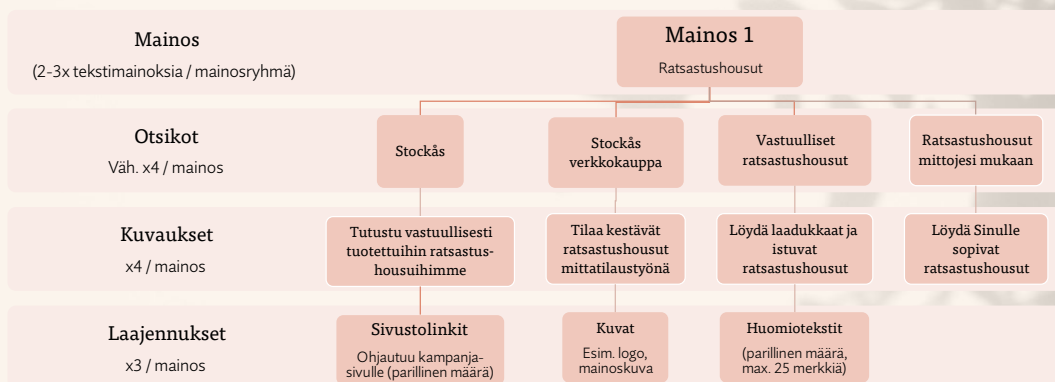 Mainos
(2-3x tekstimainoksia / mainosryhmä)
Mainos 1
Ratsastushousut
Otsikot
Väh. x4 / mainos
Stockås
Stockås
verkkokauppa
Vastuulliset
ratsastushousut
Ratsastushousut
mittojesi mukaan
Kuvaukset
x4 / mainos
Tutustu vastuullisesti
tuotettuihin ratsastus-
housuihimme
Tilaa kestävät
ratsastushousut
mittatilaustyönä
Löydä laadukkaat ja
istuvat
ratsastushousut
Löydä Sinulle
sopivat
ratsastushousut
Laajennukset
x3 / mainos
Sivustolinkit
Ohjautuu kampanja-
sivulle (parillinen määrä)
Kuvat
Esim. logo,
mainoskuva
Huomiotekstit
(parillinen määrä,
max. 25 merkkiä)